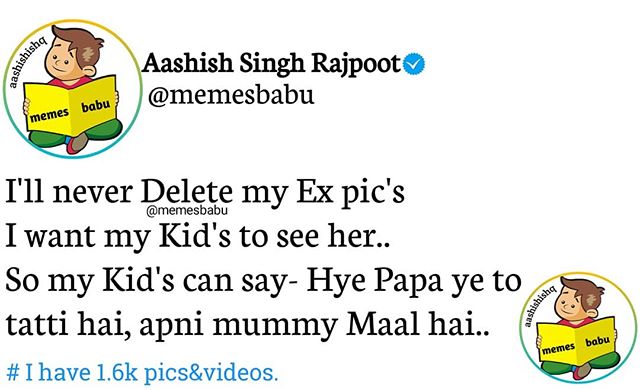 aashishishq
memes babu
Aashish Singh Rajpoot
@memesbabu
I'll never Delete my Ex pic's
@memesbabu
I want my Kid's to see her..
So my Kid's can say- Hye Papa ye to
tatti hai, apni mummy Maal hai..
aashishishq
memes babu
# I have 1.6k pics&videos.